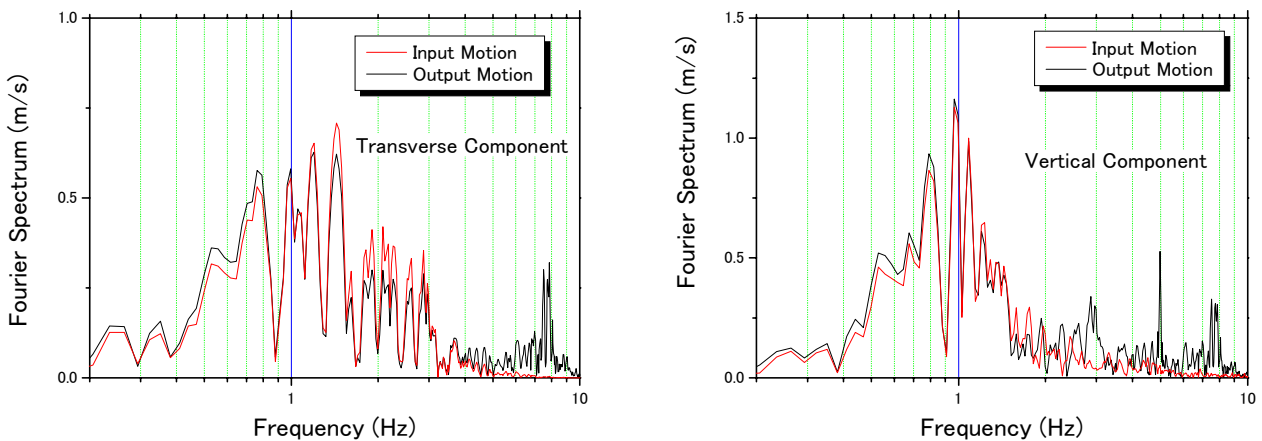 1.0
0.5
0.0
Fourier Spectrum (m/s)
Input Motion
Output Motion
Transverse Component
1
10
Frequency (Hz)
1.5
1.0
0.5
0.0
Fourier Spectrum (m/s)
Input Motion
Output Motion
Vertical Component
1
10
Frequency (Hz)